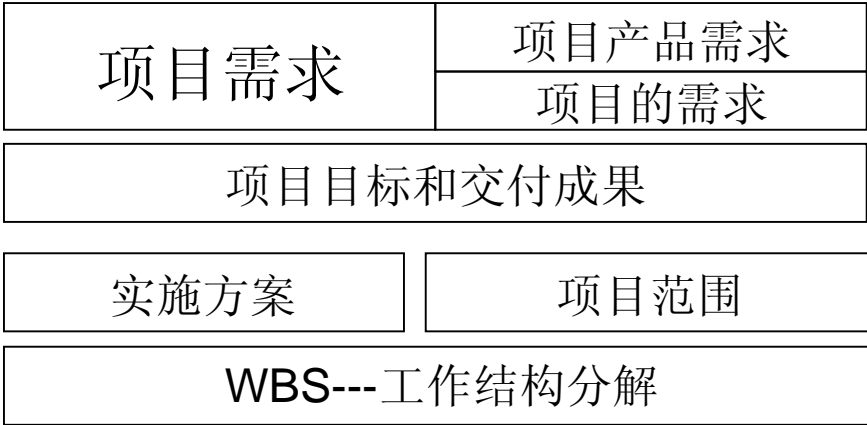 项目需求
项目产品需求
项目的需求
项目目标和交付成果
实施方案
项目范围
WBS---工作结构分解